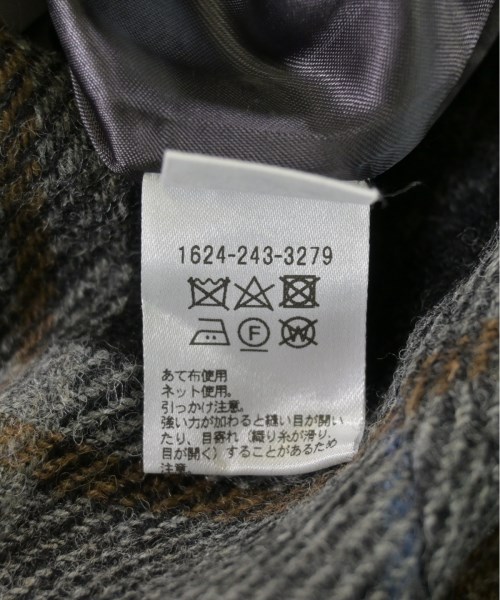 1624-243-3279
F
W
あて布使用
ネット使用。
引っかけ注意。
強い力が加わると縫い目が開い
たり、目寄れ（織り糸が滑り、
目が開く）することがあるため
注意。